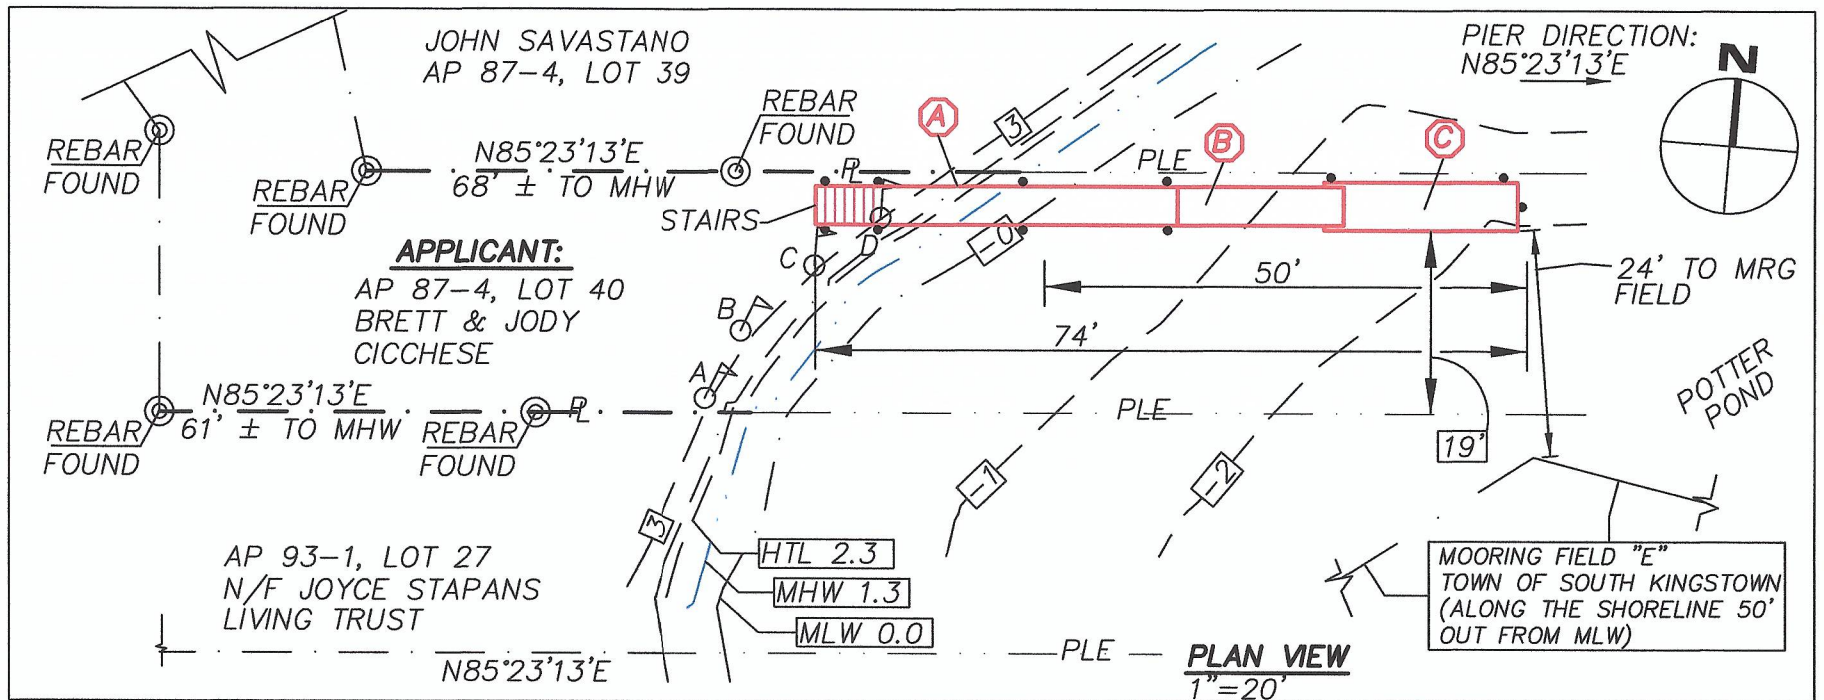 JOHN SAVASTANO
AP 87-4, LOT 39
PIER DIRECTION:
N85°23'13'E
N
REBAR
FOUND
REBAR
FOUND
N85°23'13'E
68' ± TO MHW
REBAR
FOUND
PL
A
3
PLE
B
C
STAIRS
D
-0
C
APPLICANT:
AP 87-4, LOT 40
BRETT & JODY
CICCHESE
B
50'
24' TO MRG
FIELD
74'
A
N85°23'13'E
61' ± TO MHW
REBAR
FOUND
REBAR
FOUND
PL
PLE
19'
POTTER
POND
-1
-2
3
AP 93-1, LOT 27
N/F JOYCE STAPANS
LIVING TRUST
HTL 2.3
MHW 1.3
MLW 0.0
MOORING FIELD "E"
TOWN OF SOUTH KINGSTOWN
(ALONG THE SHORELINE 50'
OUT FROM MLW)
N85°23'13'E
PLE
PLAN VIEW
1"=20'